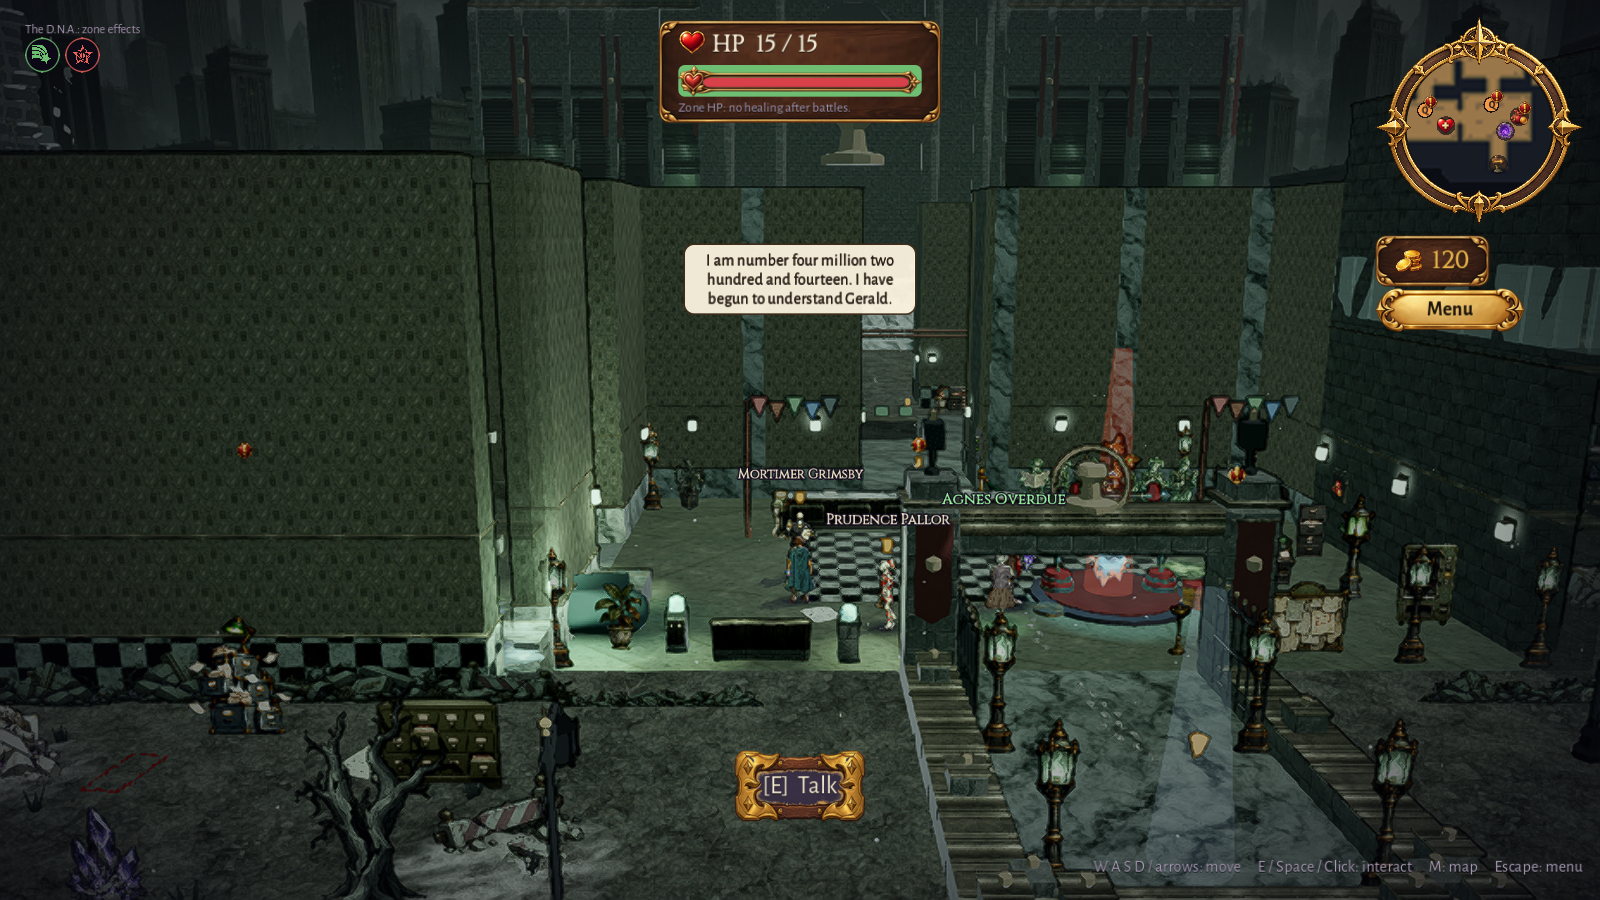 The D.N.A.: zone effects
HP 15 / 15
Zone HP: no healing after battles.
120
Menu
I am number four million two
hundred and fourteen. I have
begun to understand Gerald.
Mortimer Grimsby
Agnes Overdue
Prudence Pallor
[E] Talk
W A S D / arrows: move E / Space / Click: interact M: map Escape: menu